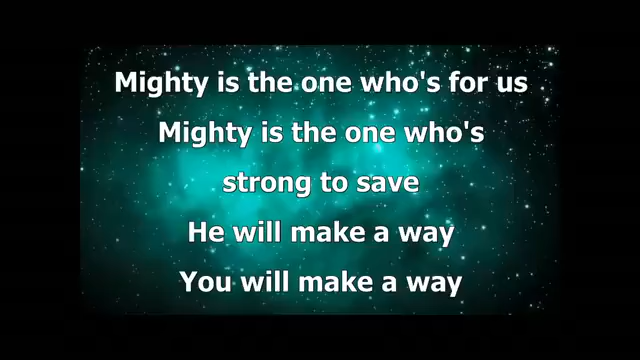 Mighty is the one who's for us
Mighty is the one who's
strong to save
He will make a way
You will make a way